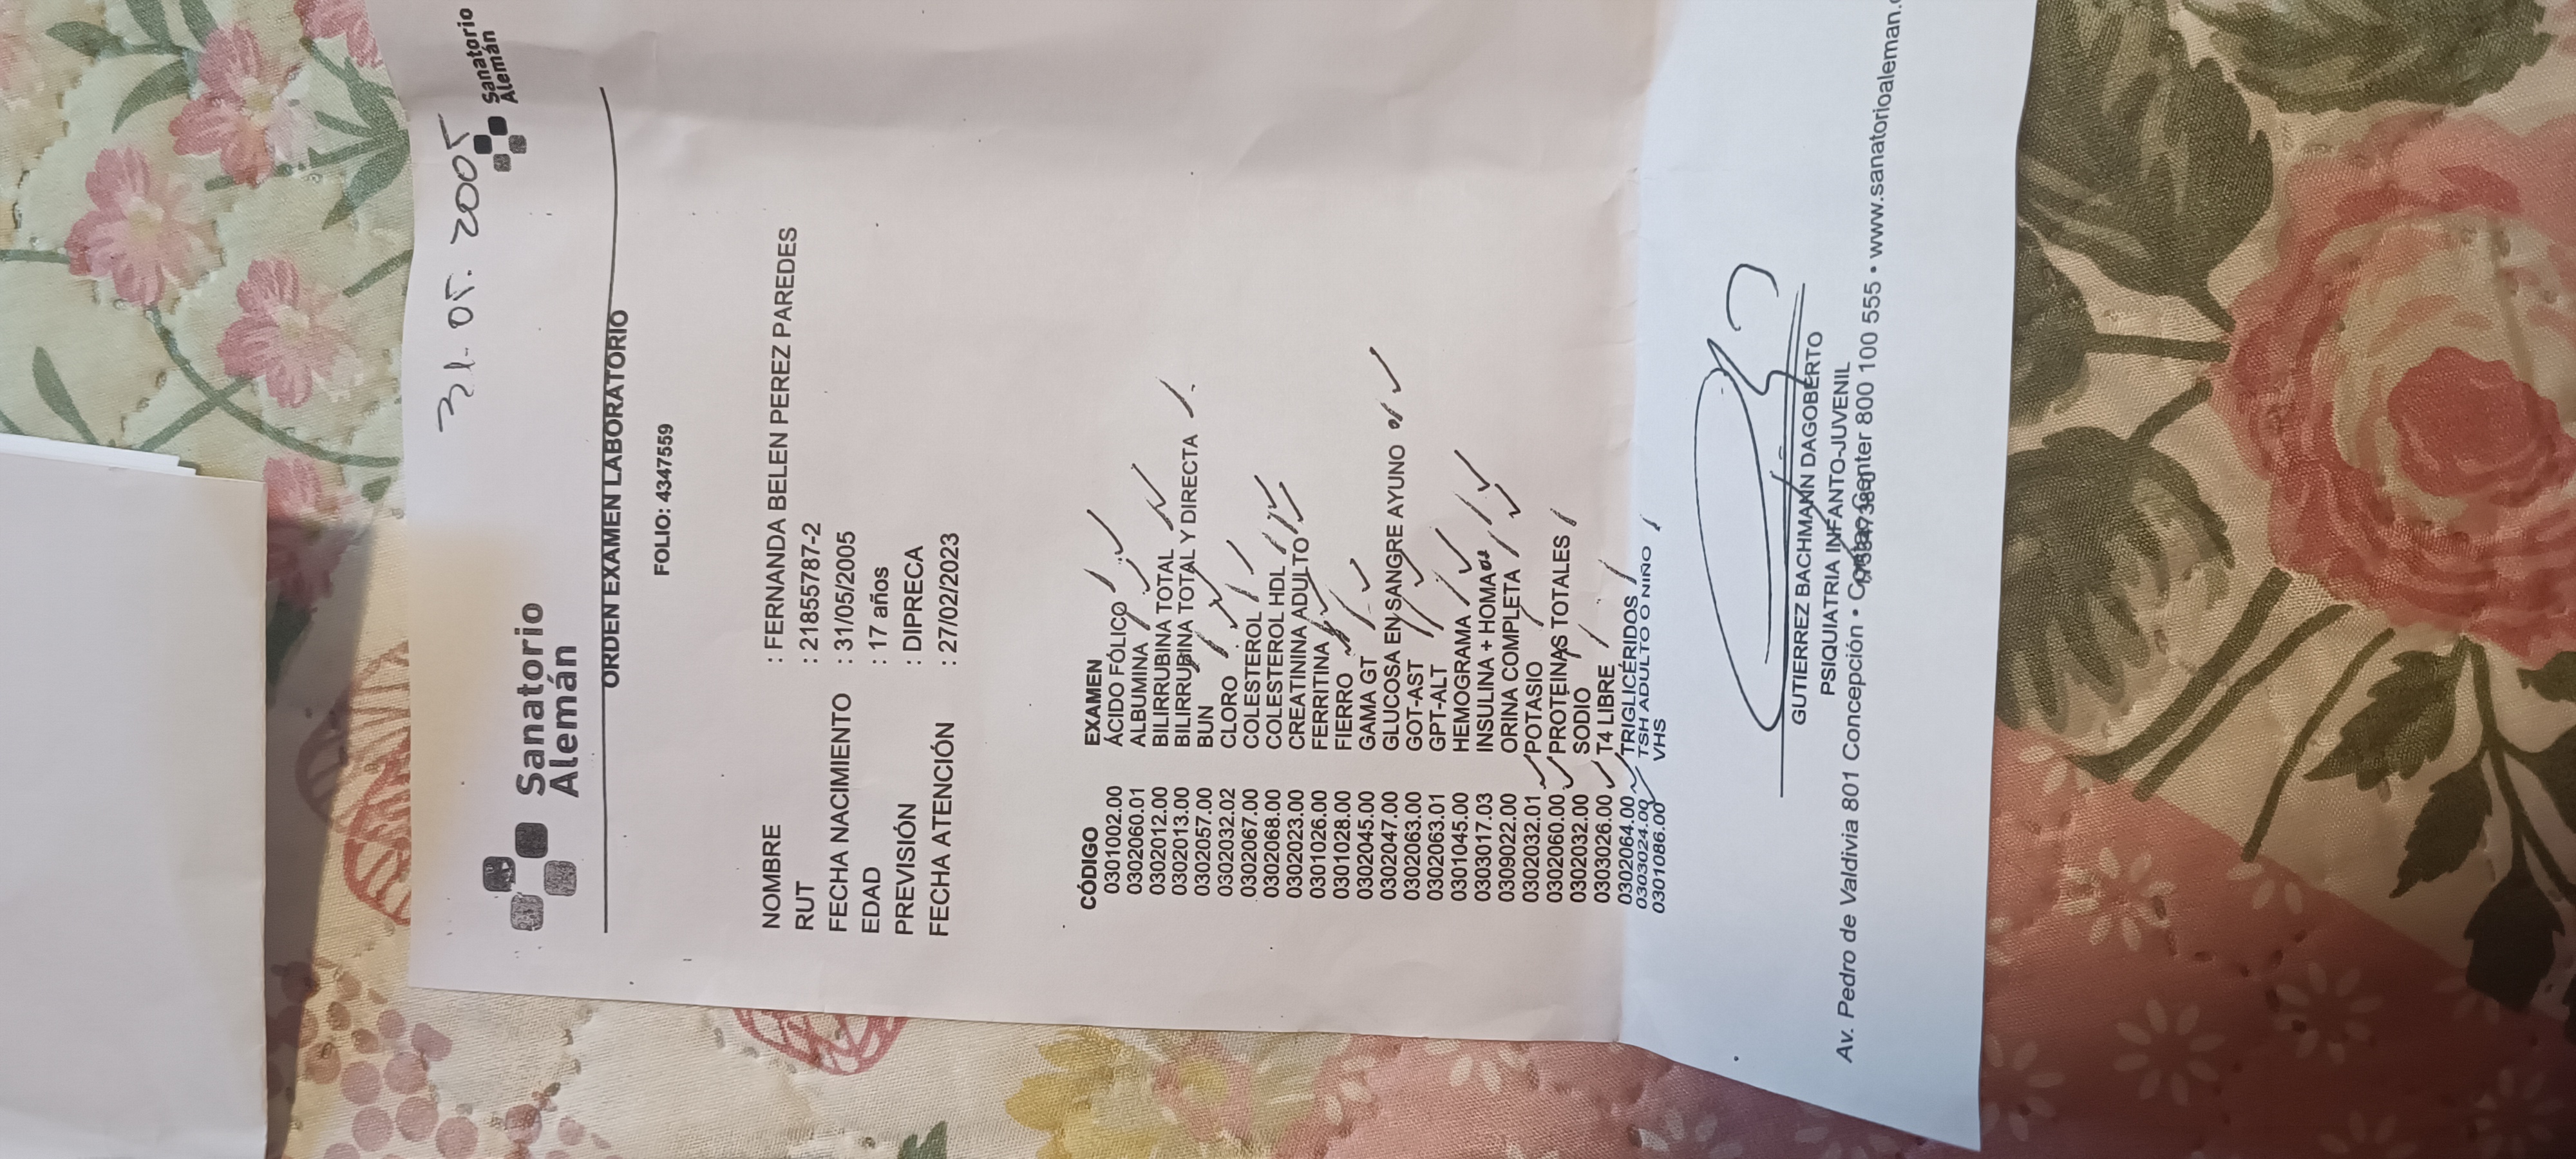 31.05.2005
Sanatorio
Alemán
Sanatorio
Alemán
ORDEN EXAMEN LABORATORIO
FOLIO: 4347559
NOMBRE : FERNANDA BELEN PEREZ PAREDES
RUT : 21855787-2
FECHA NACIMIENTO : 31/05/2005
EDAD : 17 años
PREVISIÓN : DIPRECA
FECHA ATENCIÓN : 27/02/2023
CÓDIGO EXAMEN
0301002.00 ÁCIDO FÓLICO
0302060.01 ALBUMINA
0302012.00 BILIRRUBINA TOTAL
0302013.00 BILIRRUBINA TOTAL Y DIRECTA
0302057.00 BUN
0302032.02 CLORO
0302067.00 COLESTEROL
0302068.00 COLESTEROL HDL
0302023.00 CREATININA ADULTO
0301026.00 FERRITINA
0301028.00 FIERRO
0302045.00 GAMA GT
0302047.00 GLUCOSA EN SANGRE AYUNO
0302063.00 GOT-AST
0302063.01 GPT-ALT
0301045.00 HEMOGRAMA
0303017.03 INSULINA + HOMA
0309022.00 ORINA COMPLETA
0302032.01 POTASIO
0302060.00 PROTEINAS TOTALES
0302032.00 SODIO
0303026.00 T4 LIBRE
0302064.00 TRIGLICÉRIDOS
0303024.00 TSH ADULTO O NIÑO
0301086.00 VHS
GUTIERREZ BACHMANN DAGOBERTO
PSIQUIATRIA INFANTO-JUVENIL
Av. Pedro de Valdivia 801 Concepción • Center 800 100 555 • www.sanatorioaleman.